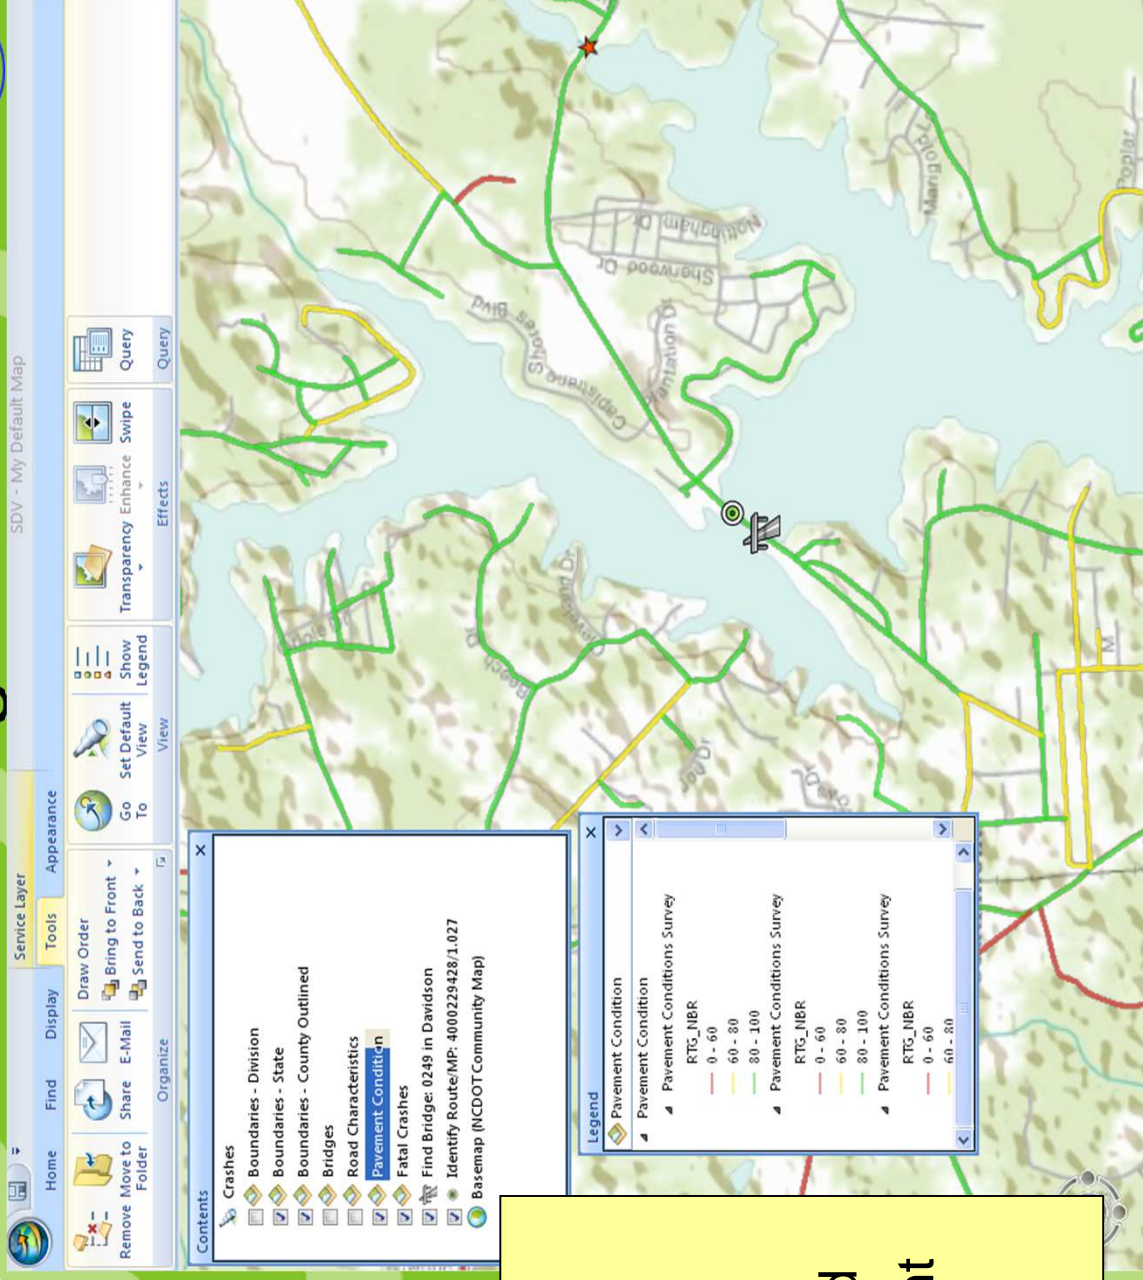 SDV - My Default Map
Service Layer
Home
Find
Display
Tools
Appearance
Remove
Move to
Folder
Share
E-Mail
Organize
Draw Order
Bring to Front
Send to Back
Go
To
Set Default
View
Show
Legend
View
Transparency
Enhance
Swipe
Effects
Query
Query
Contents
Crashes
Boundaries - Division
Boundaries - State
Boundaries - County Outlined
Bridges
Road Characteristics
Pavement Condition
Fatal Crashes
Find Bridge: 0249 in Davidson
Identify Route/MP: 4000229428/1.027
Basemap (NCDOT Community Map)
Legend
Pavement Condition
Pavement Condition
Pavement Conditions Survey
RTG_NBR
0 - 60
60 - 80
80 - 100
Pavement Conditions Survey
RTG_NBR
0 - 60
60 - 80
80 - 100
Pavement Conditions Survey
RTG_NBR
0 - 60
60 - 80
Capistrano Shores Blvd
Sherwood Dr
Nottingham Dr
Beech Dr
Marigold
Poplar